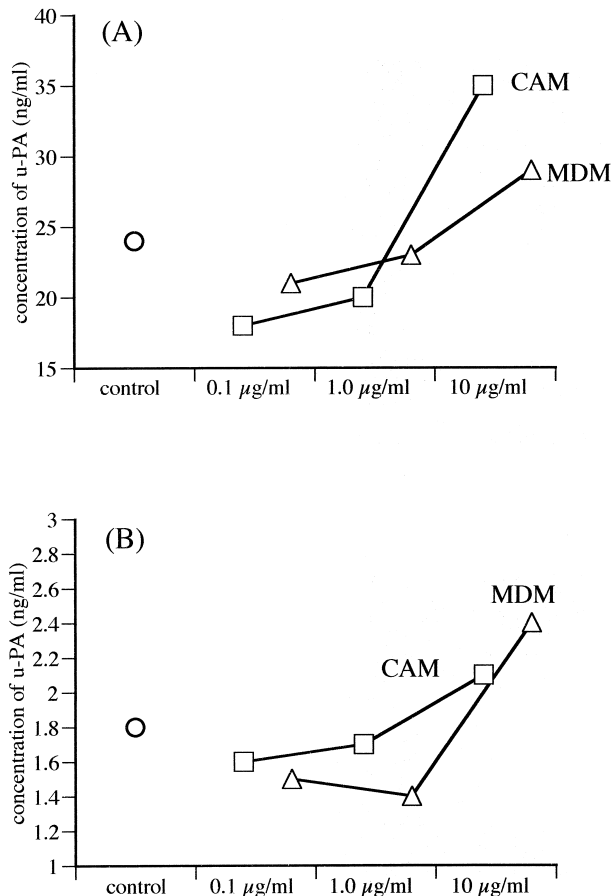 (A)
concentration of u-PA (ng/ml)
40
35
30
25
20
15
CAM
MDM
control 0.1 µg/ml 1.0 µg/ml 10 µg/ml
(B)
concentration of u-PA (ng/ml)
3
2.8
2.6
2.4
2.2
2
1.8
1.6
1.4
1.2
1
MDM
CAM
control 0.1 µg/ml 1.0 µg/ml 10 µg/ml